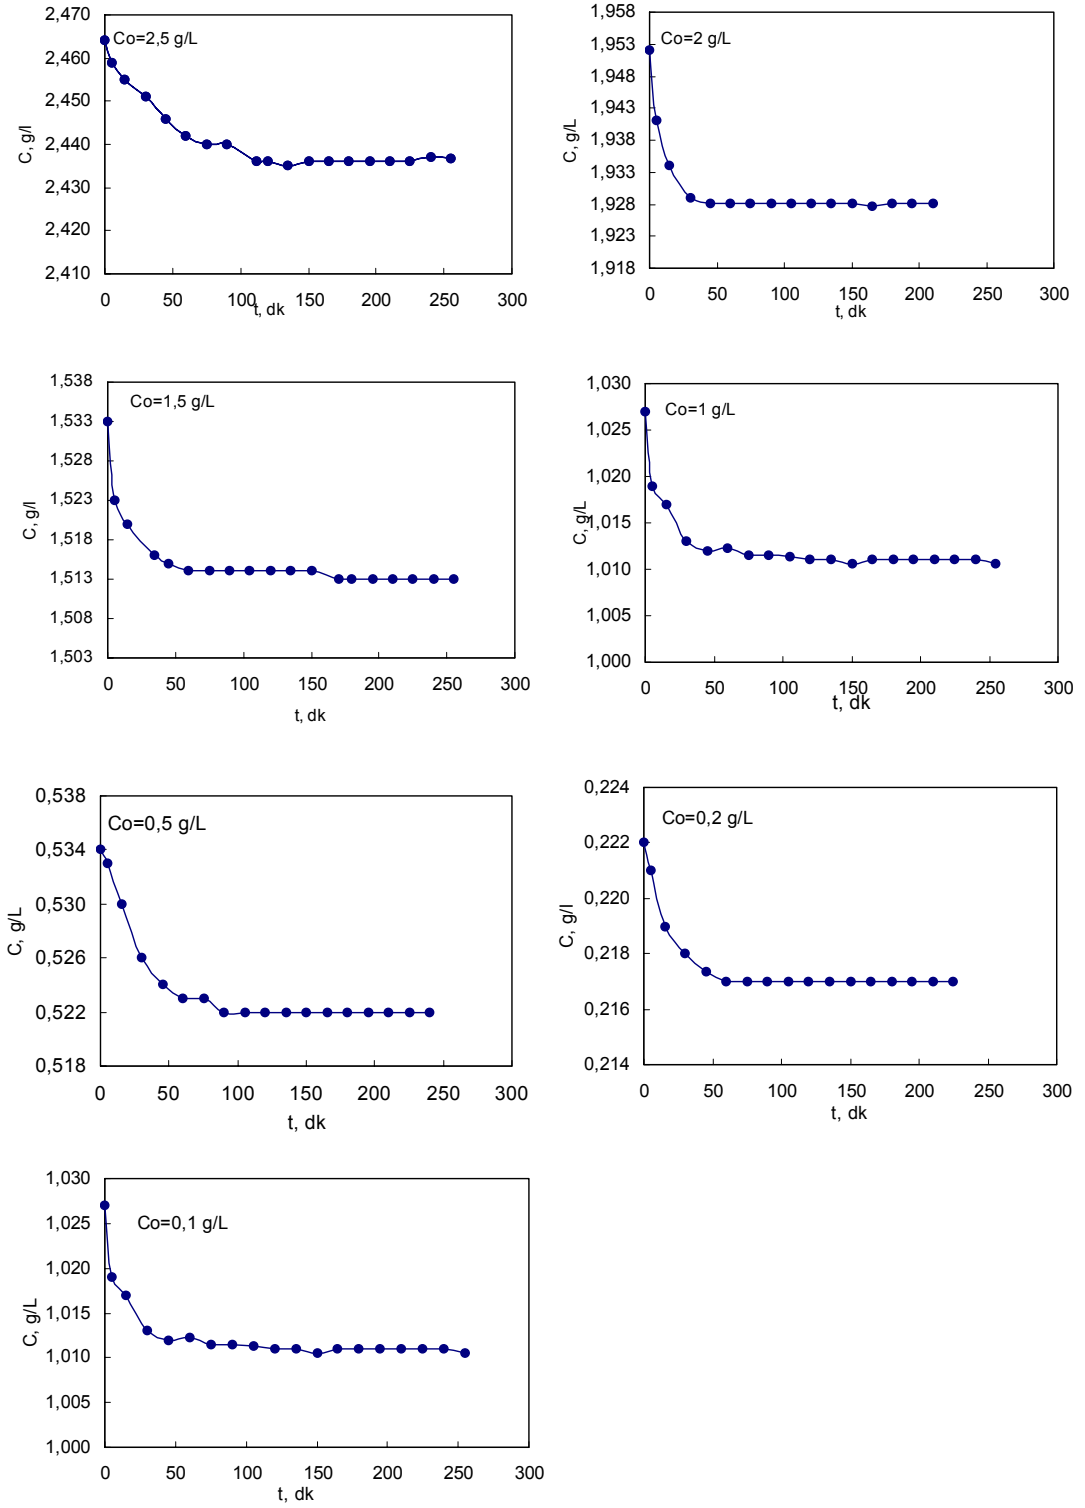 Co=2,5 g/L
C, g/l
2,470
2,460
2,450
2,440
2,430
2,420
2,410
0 50 100 150 200 250 300
t, dk
Co=2 g/L
C, g/L
1,958
1,953
1,948
1,943
1,938
1,933
1,928
1,923
1,918
0 50 100 150 200 250 300
t, dk
Co=1,5 g/L
C, g/l
1,538
1,533
1,528
1,523
1,518
1,513
1,508
1,503
0 50 100 150 200 250 300
t, dk
Co=1 g/L
C, g/L
1,030
1,025
1,020
1,015
1,010
1,005
1,000
0 50 100 150 200 250 300
t, dk
Co=0,5 g/L
C, g/L
0,538
0,534
0,530
0,526
0,522
0,518
0 50 100 150 200 250 300
t, dk
Co=0,2 g/L
C, g/l
0,224
0,222
0,220
0,218
0,216
0,214
0 50 100 150 200 250 300
t, dk
Co=0,1 g/L
C, g/L
1,030
1,025
1,020
1,015
1,010
1,005
1,000
0 50 100 150 200 250 300
t, dk